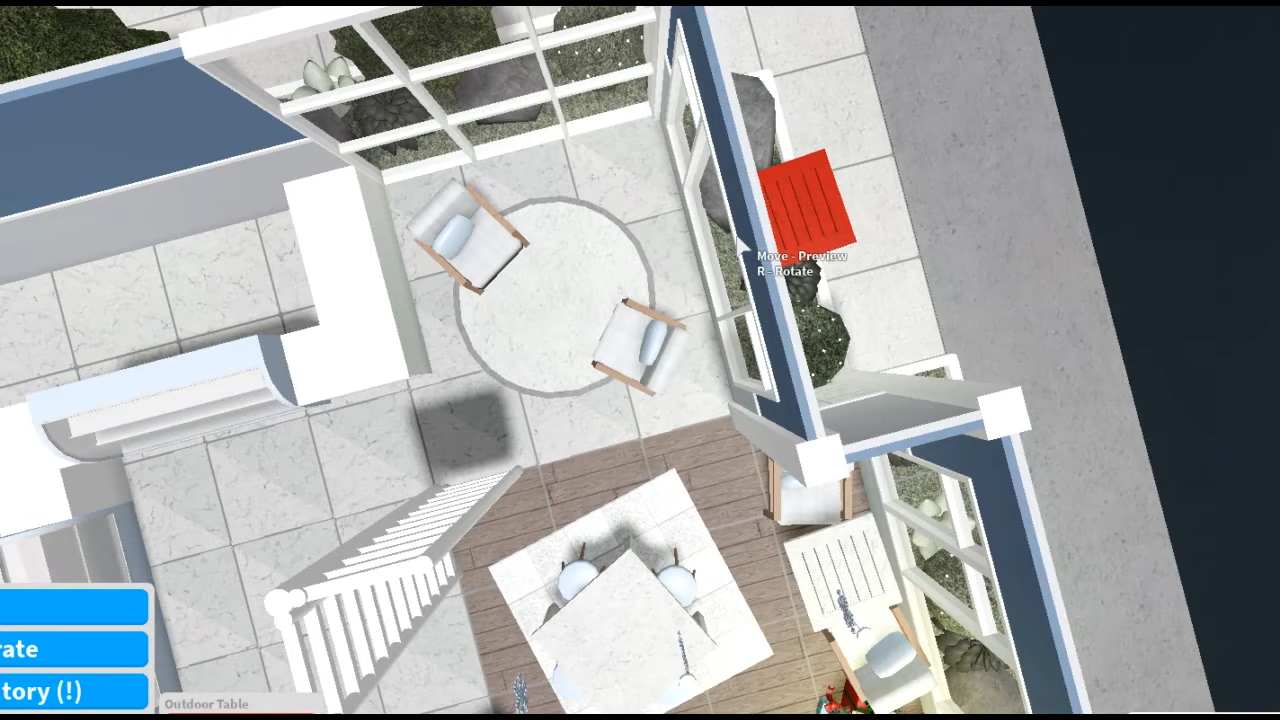 Move - Preview
R - Rotate
rate
tory (!)
Outdoor Table